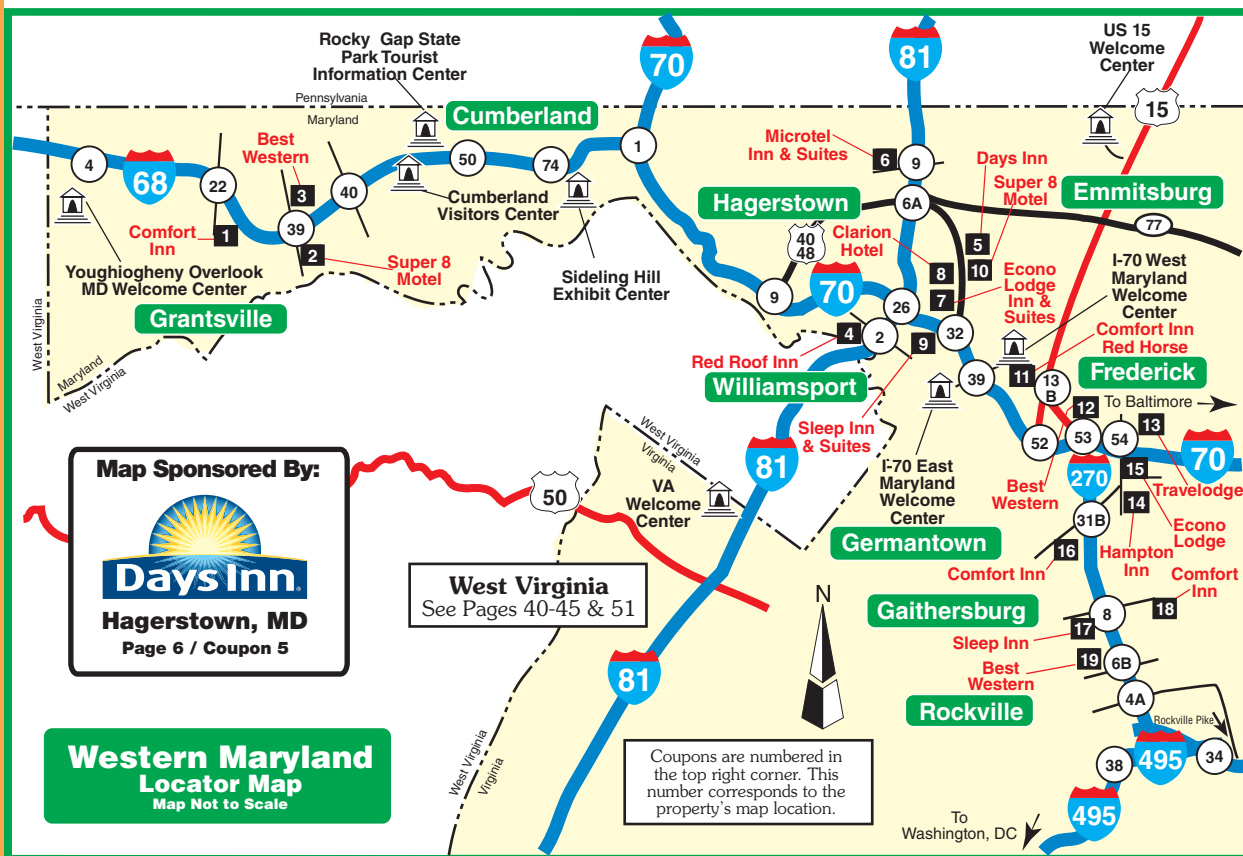 Rocky Gap State
Park Tourist
Information Center
70
81
US 15
Welcome
Center
Pennsylvania
Maryland
Cumberland
15
Best
Western
3
4
68
22
39
40
50
74
1
Cumberland
Visitors Center
Comfort
Inn
1
2
Super 8
Motel
Youghiogheny Overlook
MD Welcome Center
Grantsville
Sideling Hill
Exhibit Center
West Virginia
Maryland
West Virginia
Microtel
Inn & Suites
6
9
6A
Days Inn
Super 8
Motel
Emmitsburg
77
Hagerstown
40
48
Clarion
Hotel
5
10
8
7
Econo
Lodge
Inn &
Suites
I-70 West
Maryland
Welcome
Center
9
70
26
32
4
2
9
Red Roof Inn
Williamsport
Sleep Inn
& Suites
39
11
Comfort Inn
Red Horse
13
B
Frederick
To Baltimore
12
52
53
54
13
70
Travelodge
270
15
14
Best
Western
Econo
Lodge
Hampton
Inn
I-70 East
Maryland
Welcome
Center
Germantown
31B
16
Comfort Inn
Comfort
Inn
18
Gaithersburg
8
17
Sleep Inn
Best
Western
19
6B
4A
Rockville
Rockville Pike
495
34
38
495
To
Washington, DC
West Virginia
Virginia
VA
Welcome
Center
81
50
81
West Virginia
See Pages 40-45 & 51
N
West Virginia
Virginia
Map Sponsored By:
Days Inn®
Hagerstown, MD
Page 6 / Coupon 5
Western Maryland
Locator Map
Map Not to Scale
Coupons are numbered in
the top right corner. This
number corresponds to the
property's map location.